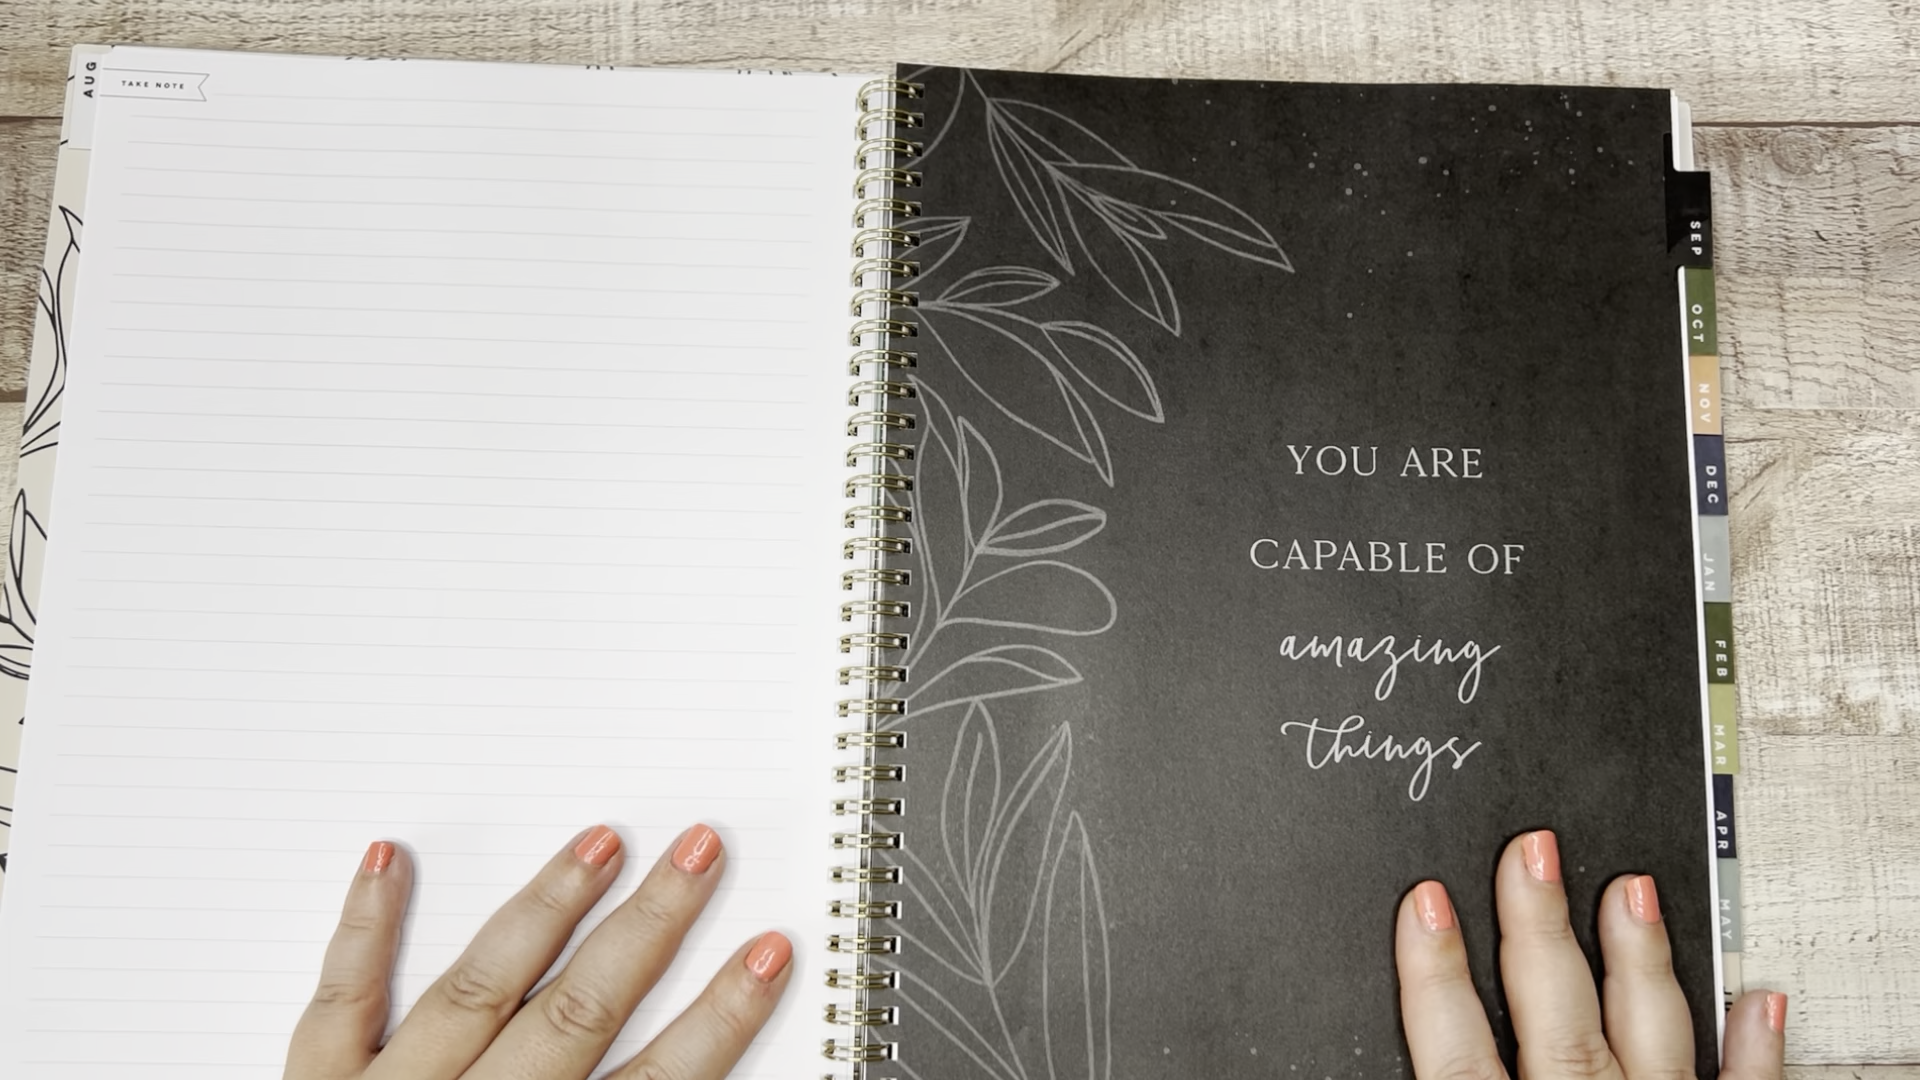 AUG
TAKE NOTE
YOU ARE
CAPABLE OF
amazing
things
SEP
OCT
NOV
DEC
JAN
FEB
MAR
APR
MAY